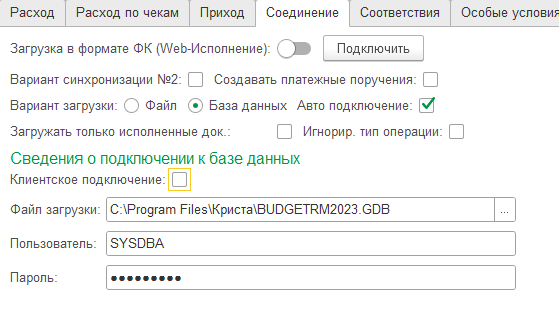 Расход Расход по чекам Приход Соединение Соответствия Особые условия
Загрузка в формате ФК (Web-Исполнение): Подключить
Вариант синхронизации №2: Создавать платежные поручения:
Вариант загрузки: Файл База данных Авто подключение:
Загружать только исполненные док.: Игнорир. тип операции:
Сведения о подключении к базе данных
Клиентское подключение:
Файл загрузки: C:\Program Files\Криста\BUDGETRM2023.GDB ...
Пользователь: SYSDBA
Пароль: ●●●●●●●●●